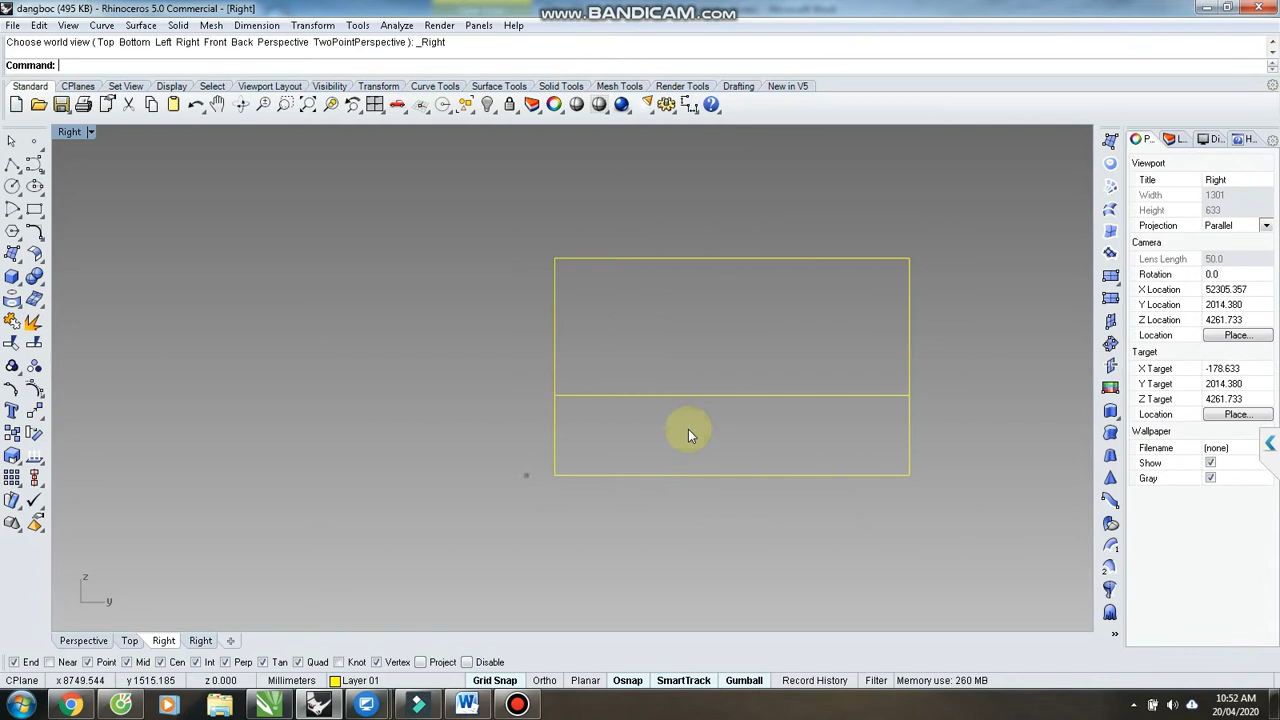 dangboc (495 KB) - Rhinoceros 5.0 Commercial - [Right]
www.BANDICAM.com
File Edit View Curve Surface Solid Mesh Dimension Transform Tools Analyze Render Panels Help
Choose world view ( Top Bottom Left Right Front Back Perspective TwoPointPerspective ): _Right
Command:
Standard CPlanes Set View Display Select Viewport Layout Visibility Transform Curve Tools Surface Tools Solid Tools Mesh Tools Render Tools Drafting New in V5
Right
P... L... Di... H...
Viewport
Title Right
Width 1301
Height 633
Projection Parallel
Camera
Lens Length 50.0
Rotation 0.0
X Location 52305.357
Y Location 2014.380
Z Location 4261.733
Location Place...
Target
X Target -178.633
Y Target 2014.380
Z Target 4261.733
Location Place...
Wallpaper
Filename [none]
Show
Gray
z
y
Perspective Top Right Right
End Near Point Mid Cen Int Perp Tan Quad Knot Vertex Project Disable
CPlane x 8749.544 y 1515.185 z 0.000 Millimeters Layer 01 Grid Snap Ortho Planar Osnap SmartTrack Gumball Record History Filter Memory use: 260 MB
10:52 AM
20/04/2020